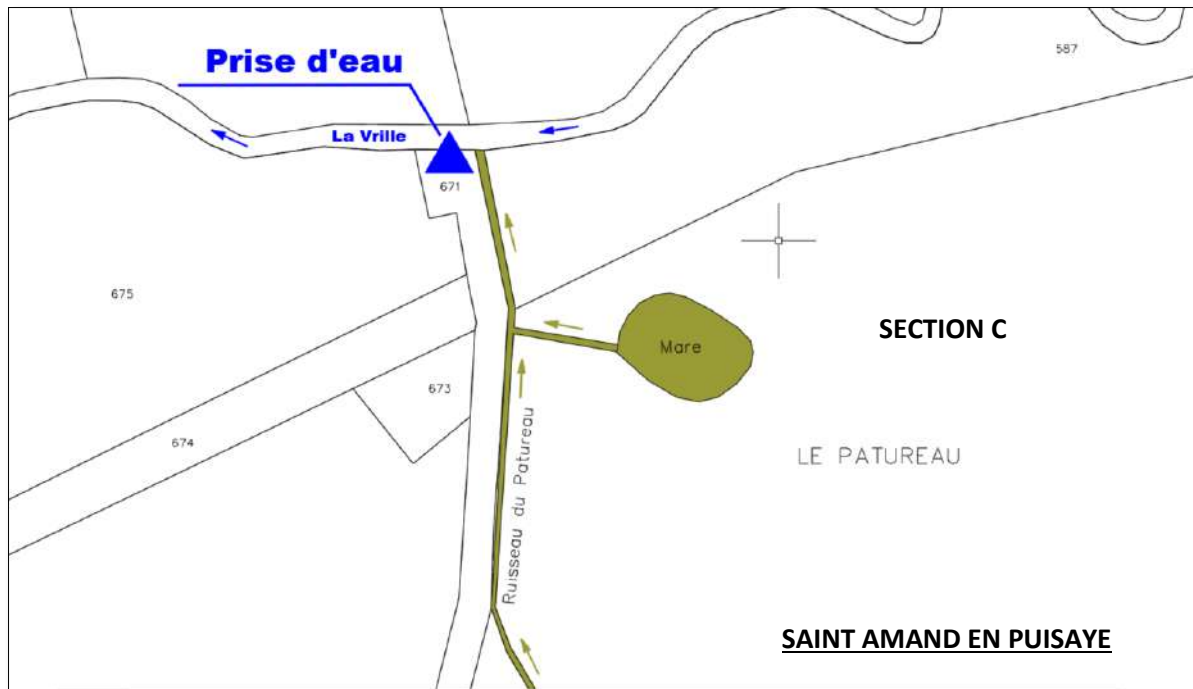 587
Prise d'eau
La Vrille
671
675
SECTION C
Mare
673
674
LE PATUREAU
Ruisseau du Patureau
SAINT AMAND EN PUISAYE